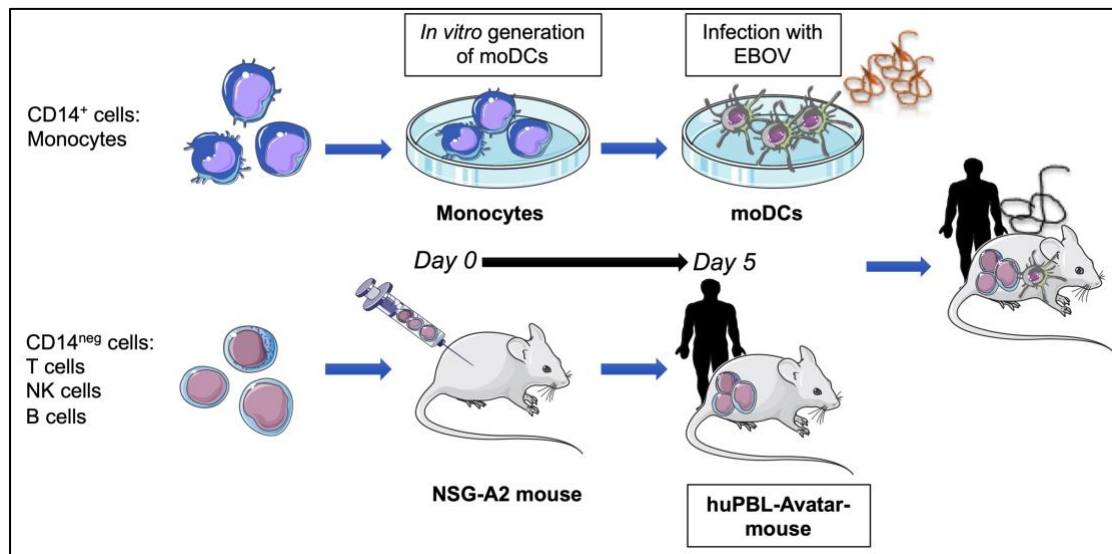 In vitro generation
of moDCs
Infection with
EBOV
CD14⁺ cells:
Monocytes
Monocytes
moDCs
Day 0
Day 5
CD14ⁿᵉᵍ cells:
T cells
NK cells
B cells
NSG-A2 mouse
huPBL-Avatar-
mouse